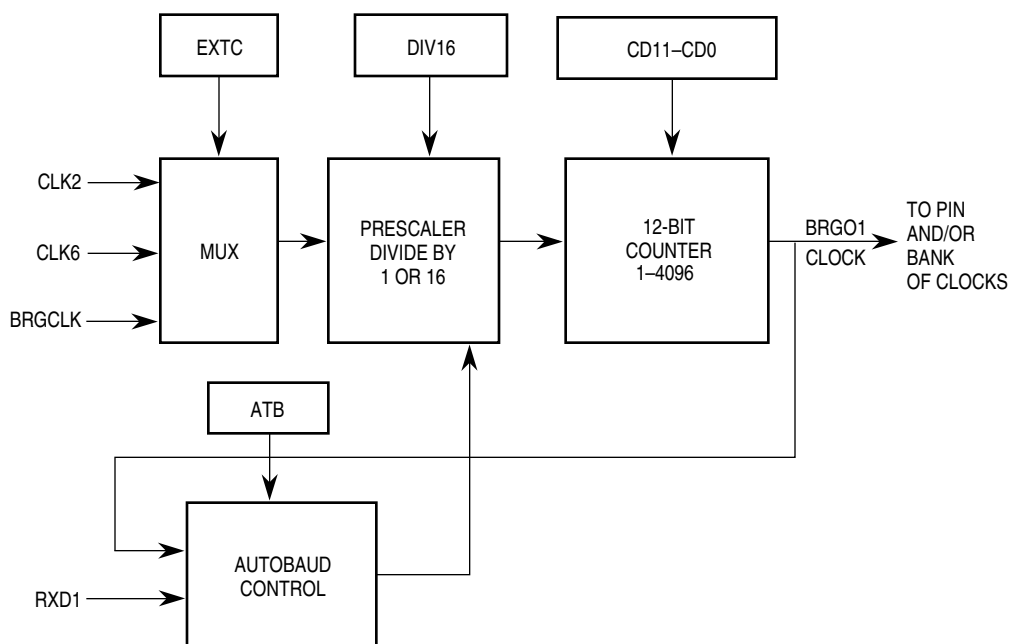 EXTC
DIV16
CD11–CD0
CLK2
CLK6
BRGCLK
MUX
PRESCALER
DIVIDE BY
1 OR 16
12-BIT
COUNTER
1–4096
BRGO1
CLOCK
TO PIN
AND/OR
BANK
OF CLOCKS
ATB
AUTOBAUD
CONTROL
RXD1